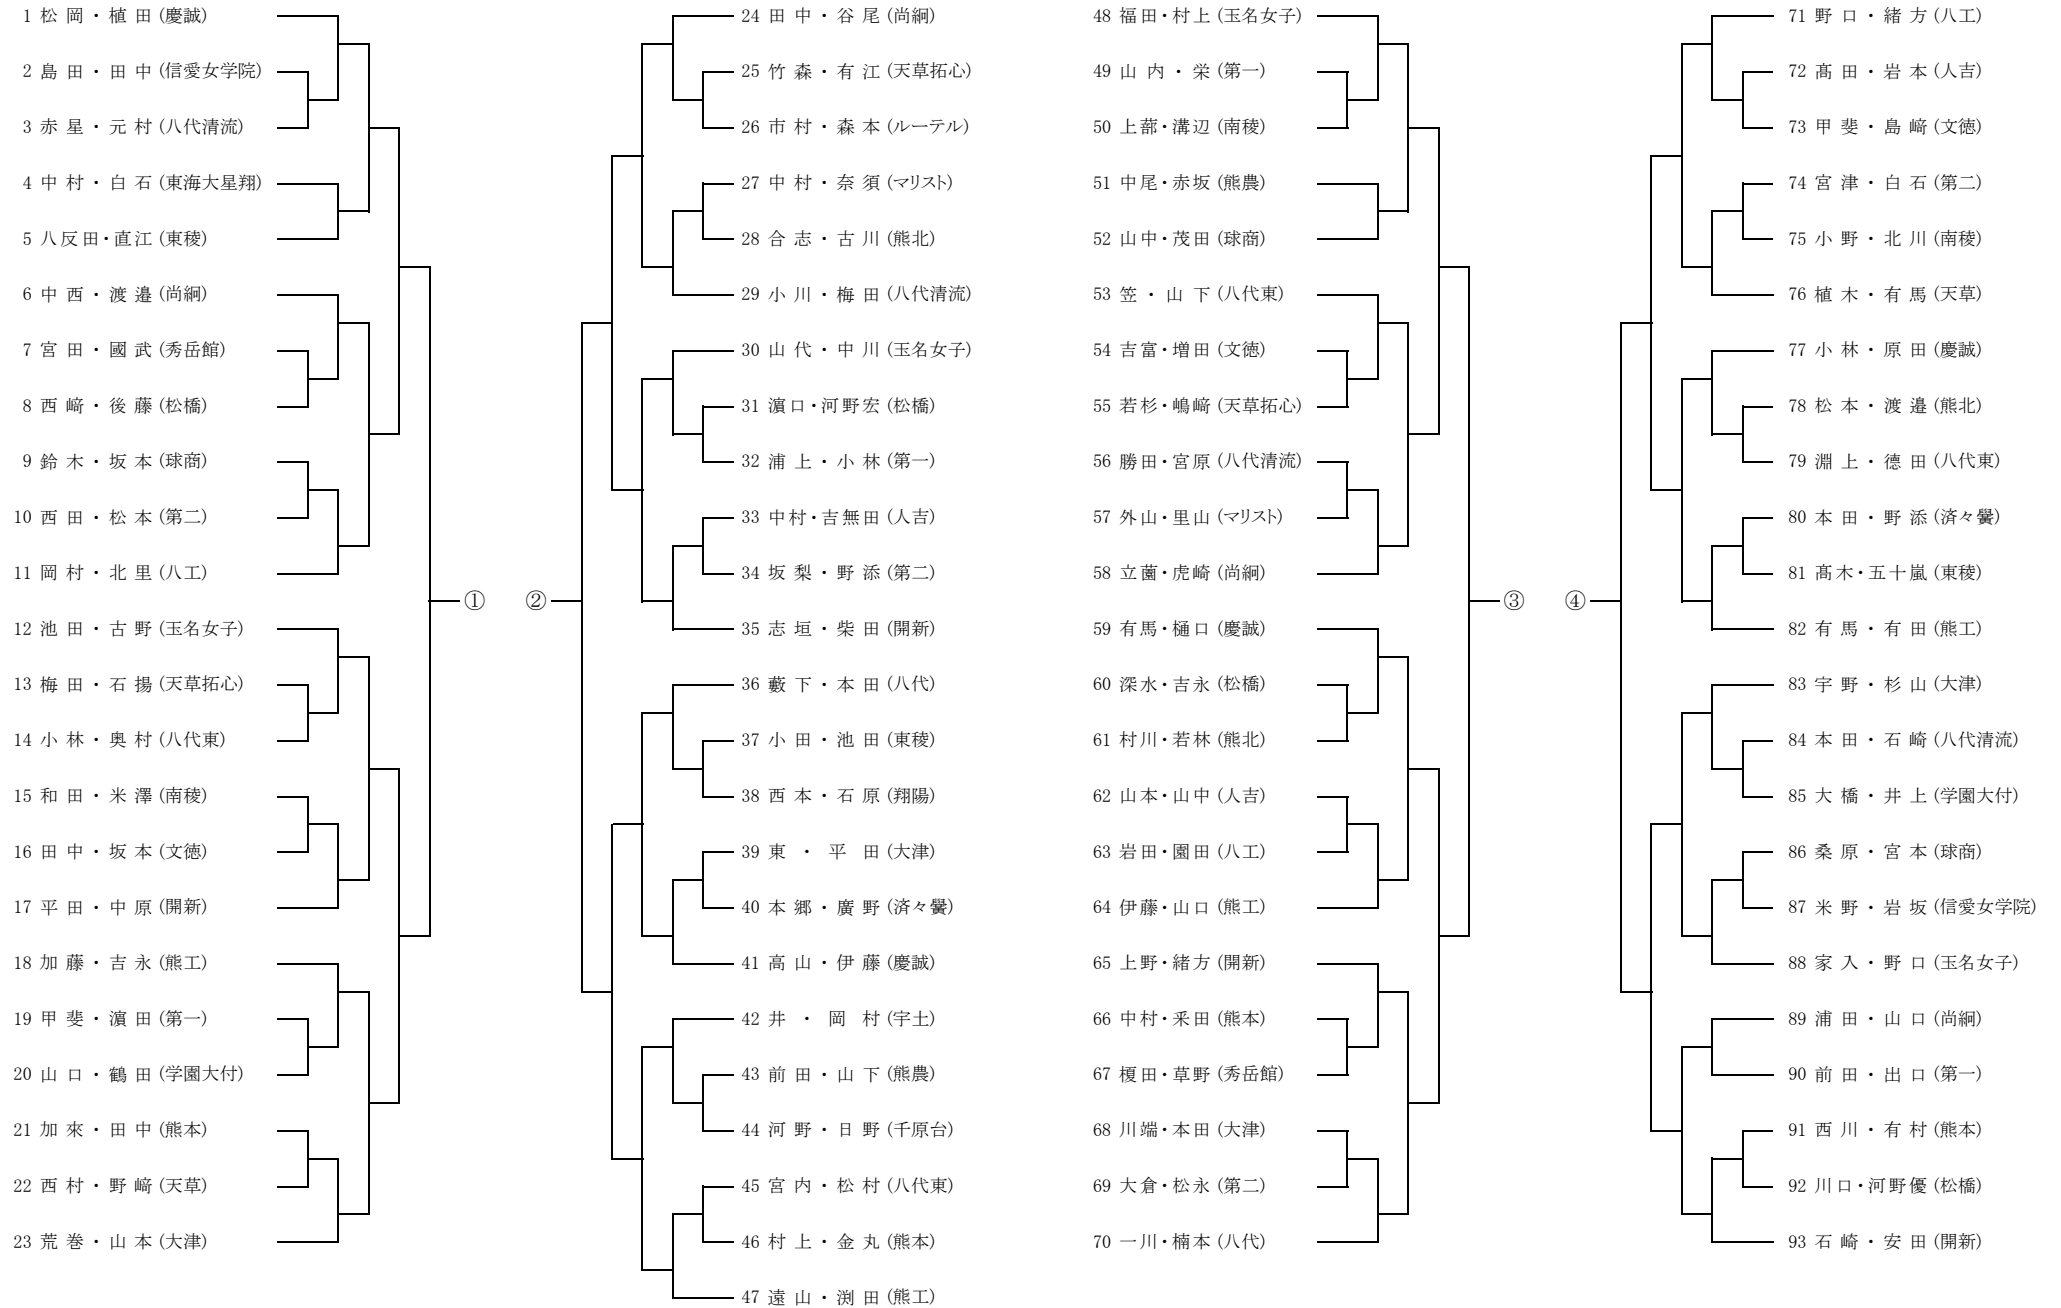 1 松岡・植田 (慶誠)
2 島田・田中 (信愛女学院)
3 赤星・元村 (八代清流)
4 中村・白石 (東海大星翔)
5 八反田・直江 (東稜)
6 中西・渡邉 (尚絅)
7 宮田・國武 (秀岳館)
8 西﨑・後藤 (松橋)
9 鈴木・坂本 (球商)
10 西田・松本 (第二)
11 岡村・北里 (八工)
12 池田・古野 (玉名女子)
13 梅田・石揚 (天草拓心)
14 小林・奥村 (八代東)
15 和田・米澤 (南稜)
16 田中・坂本 (文徳)
17 平田・中原 (開新)
18 加藤・吉永 (熊工)
19 甲斐・濵田 (第一)
20 山口・鶴田 (学園大付)
21 加來・田中 (熊本)
22 西村・野﨑 (天草)
23 荒巻・山本 (大津)
①
②
24 田中・谷尾 (尚絅)
25 竹森・有江 (天草拓心)
26 市村・森本 (ルーテル)
27 中村・奈須 (マリスト)
28 合志・古川 (熊北)
29 小川・梅田 (八代清流)
30 山代・中川 (玉名女子)
31 濵口・河野宏 (松橋)
32 浦上・小林 (第一)
33 中村・吉無田 (人吉)
34 坂梨・野添 (第二)
35 志垣・柴田 (開新)
36 藪下・本田 (八代)
37 小田・池田 (東稜)
38 西本・石原 (翔陽)
39 東・平田 (大津)
40 本郷・廣野 (済々黌)
41 高山・伊藤 (慶誠)
42 井・岡村 (宇土)
43 前田・山下 (熊農)
44 河野・日野 (千原台)
45 宮内・松村 (八代東)
46 村上・金丸 (熊本)
47 遠山・渕田 (熊工)
48 福田・村上 (玉名女子)
49 山内・栄 (第一)
50 上蔀・溝辺 (南稜)
51 中尾・赤坂 (熊農)
52 山中・茂田 (球商)
53 笠・山下 (八代東)
54 吉富・増田 (文徳)
55 若杉・嶋﨑 (天草拓心)
56 勝田・宮原 (八代清流)
57 外山・里山 (マリスト)
58 立薗・虎崎 (尚絅)
59 有馬・樋口 (慶誠)
60 深水・吉永 (松橋)
61 村川・若林 (熊北)
62 山本・山中 (人吉)
63 岩田・園田 (八工)
64 伊藤・山口 (熊工)
65 上野・緒方 (開新)
66 中村・釆田 (熊本)
67 榎田・草野 (秀岳館)
68 川端・本田 (大津)
69 大倉・松永 (第二)
70 一川・楠本 (八代)
③
④
71 野口・緒方 (八工)
72 髙田・岩本 (人吉)
73 甲斐・島﨑 (文徳)
74 宮津・白石 (第二)
75 小野・北川 (南稜)
76 植木・有馬 (天草)
77 小林・原田 (慶誠)
78 松本・渡邉 (熊北)
79 淵上・德田 (八代東)
80 本田・野添 (済々黌)
81 髙木・五十嵐 (東稜)
82 有馬・有田 (熊工)
83 宇野・杉山 (大津)
84 本田・石崎 (八代清流)
85 大橋・井上 (学園大付)
86 桑原・宮本 (球商)
87 米野・岩坂 (信愛女学院)
88 家入・野口 (玉名女子)
89 浦田・山口 (尚絅)
90 前田・出口 (第一)
91 西川・有村 (熊本)
92 川口・河野優 (松橋)
93 石崎・安田 (開新)